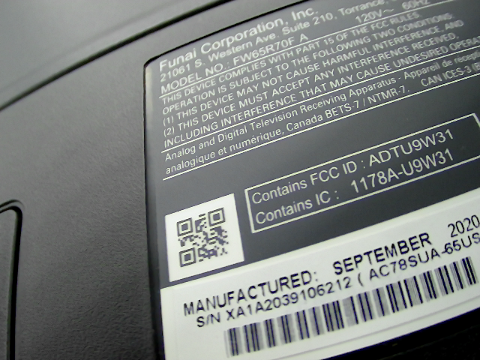 Funai Corporation, Inc.
21061 S. Western Ave. Suite 210, Torrance,
MODEL NO.: FW65R70F A 120V~ 60Hz
THIS DEVICE COMPLIES WITH PART 15 OF THE FCC RULES.
OPERATION IS SUBJECT TO THE FOLLOWING TWO CONDITIONS:
(1) THIS DEVICE MAY NOT CAUSE HARMFUL INTERFERENCE, AND
(2) THIS DEVICE MUST ACCEPT ANY INTERFERENCE RECEIVED,
INCLUDING INTERFERENCE THAT MAY CAUSE UNDESIRED OPERATION.
Analog and Digital Television Receiving Apparatus - Appareil de réception
analogique et numérique, Canada BETS 7 / NTMR-7. CAN ICES-3 (B)
Contains FCC ID : ADTU9W31
Contains IC : 1178A-U9W31
MANUFACTURED: SEPTEMBER 2020
S/N XA1A2039106212 ( AC78SUA-65US